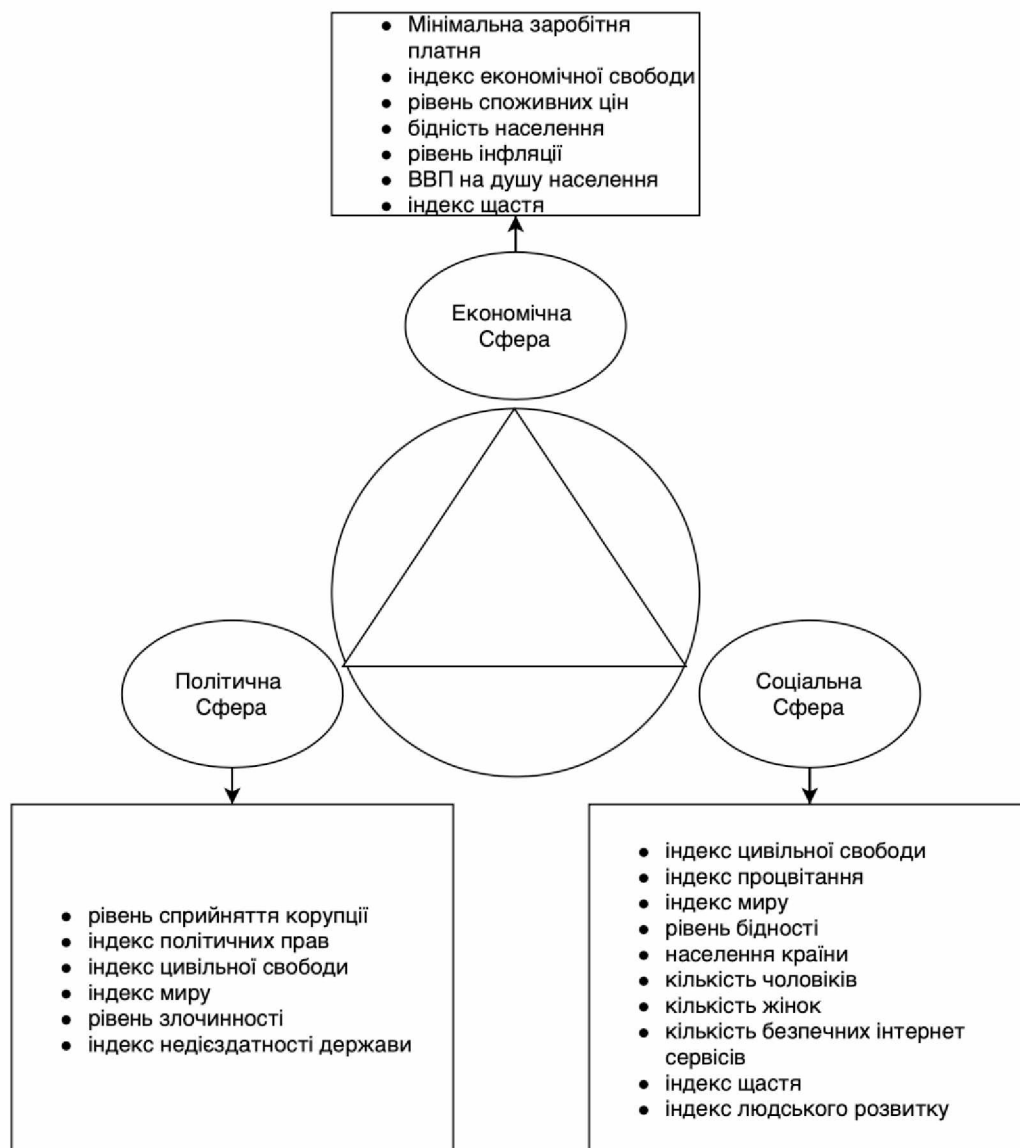 ● Мінімальна заробітня
платня
● індекс економічної свободи
● рівень споживних цін
● бідність населення
● рівень інфляції
● ВВП на душу населення
● індекс щастя
Економічна
Сфера
Політична
Сфера
Соціальна
Сфера
● рівень сприйняття корупції
● індекс політичних прав
● індекс цивільної свободи
● індекс миру
● рівень злочинності
● індекс недієздатності держави
● індекс цивільної свободи
● індекс процвітання
● індекс миру
● рівень бідності
● населення країни
● кількість чоловіків
● кількість жінок
● кількість безпечних інтернет
сервісів
● індекс щастя
● індекс людського розвитку